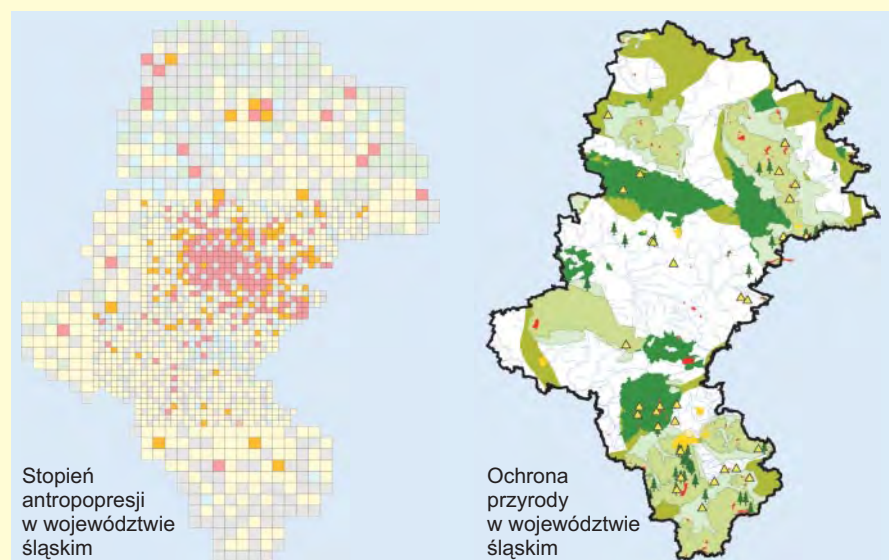 Stopień
antropopresji
w województwie
śląskim
Ochrona
przyrody
w województwie
śląskim